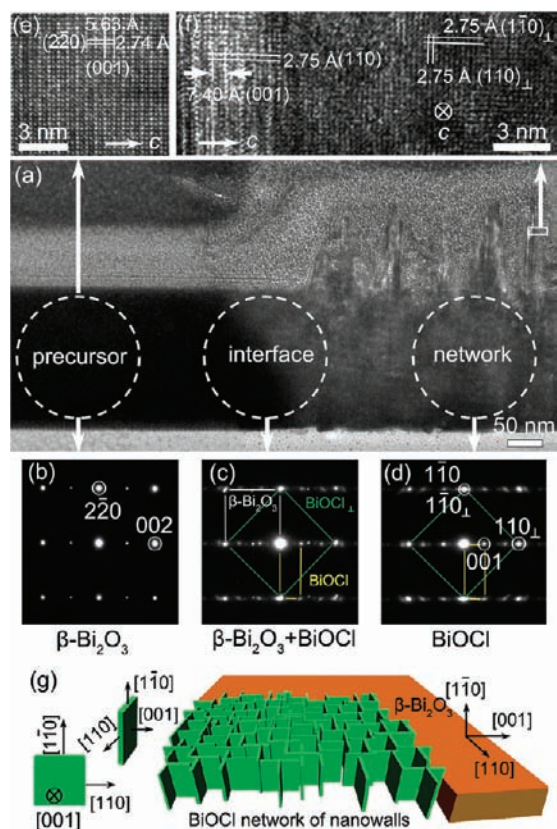 (e)
5.63 Å
(22̄0)
2.74 Å
(001)
3 nm
c
(f)
2.75 Å(11̄0)⊥
2.75 Å(110)
2.75 Å(110)⊥
7.40 Å(001)
c
c
3 nm
(a)
precursor
interface
network
50 nm
(b)
22̄0
002
(c)
β-Bi₂O₃
BiOCl⊥
BiOCl
(d)
11̄0
11̄0⊥
110⊥
001
β-Bi₂O₃
β-Bi₂O₃+BiOCl
BiOCl
(g)
[11̄0]
[110]
[001]
[11̄0]
[110]
[001]
β-Bi₂O₃
[11̄0]
[001]
[110]
BiOCl network of nanowalls